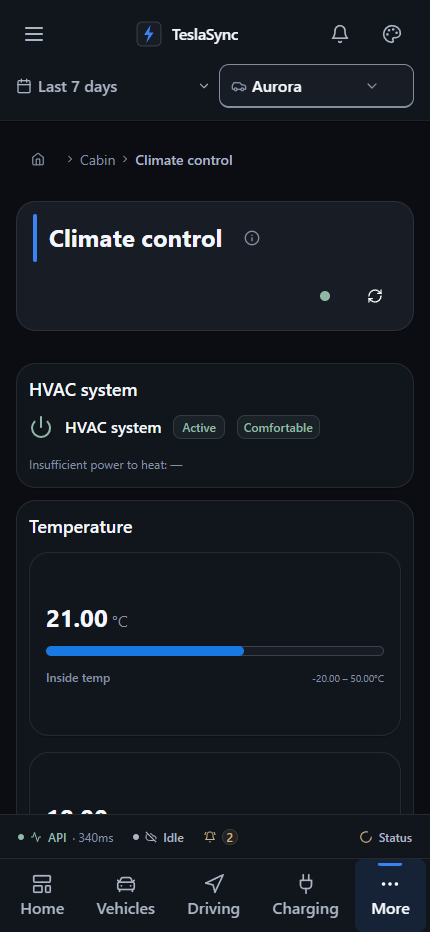 TeslaSync
Last 7 days
Aurora
Cabin
Climate control
Climate control
HVAC system
HVAC system
Active
Comfortable
Insufficient power to heat: —
Temperature
21.00 °C
Inside temp
-20.00 – 50.00°C
API · 340ms
Idle
2
Status
Home
Vehicles
Driving
Charging
More